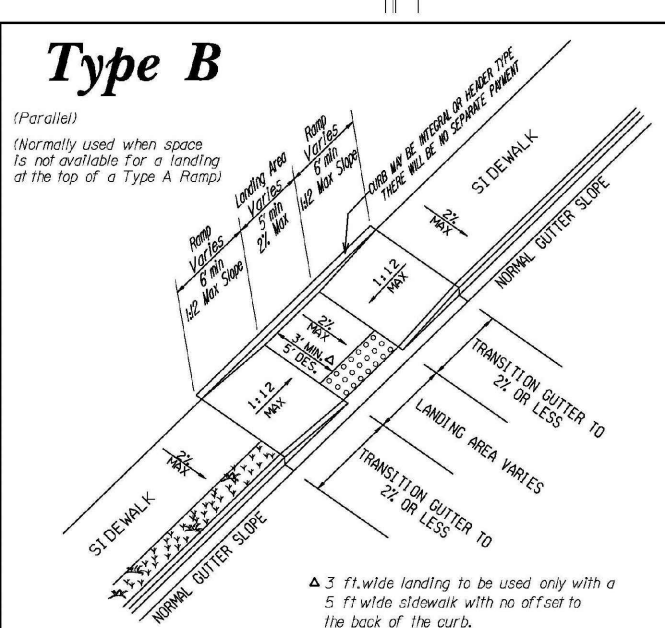 Type B
(Parallel)
(Normally used when space
is not available for a landing
at the top of a Type A Ramp)
Ramp
Varies
6' min
1:12 Max Slope
Landing Area
Varies
5' min
2% Max
Ramp
Varies
6' min
1:12 Max Slope
CURB MAY BE INTEGRAL OR HEADER TYPE
THERE WILL BE NO SEPARATE PAYMENT
SIDEWALK
2%
MAX
NORMAL GUTTER SLOPE
1:12
MAX
2%
MAX
3' MIN. Δ
5' DES.
1:12
MAX
2%
MAX
SIDEWALK
NORMAL GUTTER SLOPE
TRANSITION GUTTER TO
2% OR LESS
LANDING AREA VARIES
TRANSITION GUTTER TO
2% OR LESS
Δ 3 ft.wide landing to be used only with a
5 ft wide sidewalk with no offset to
the back of the curb.